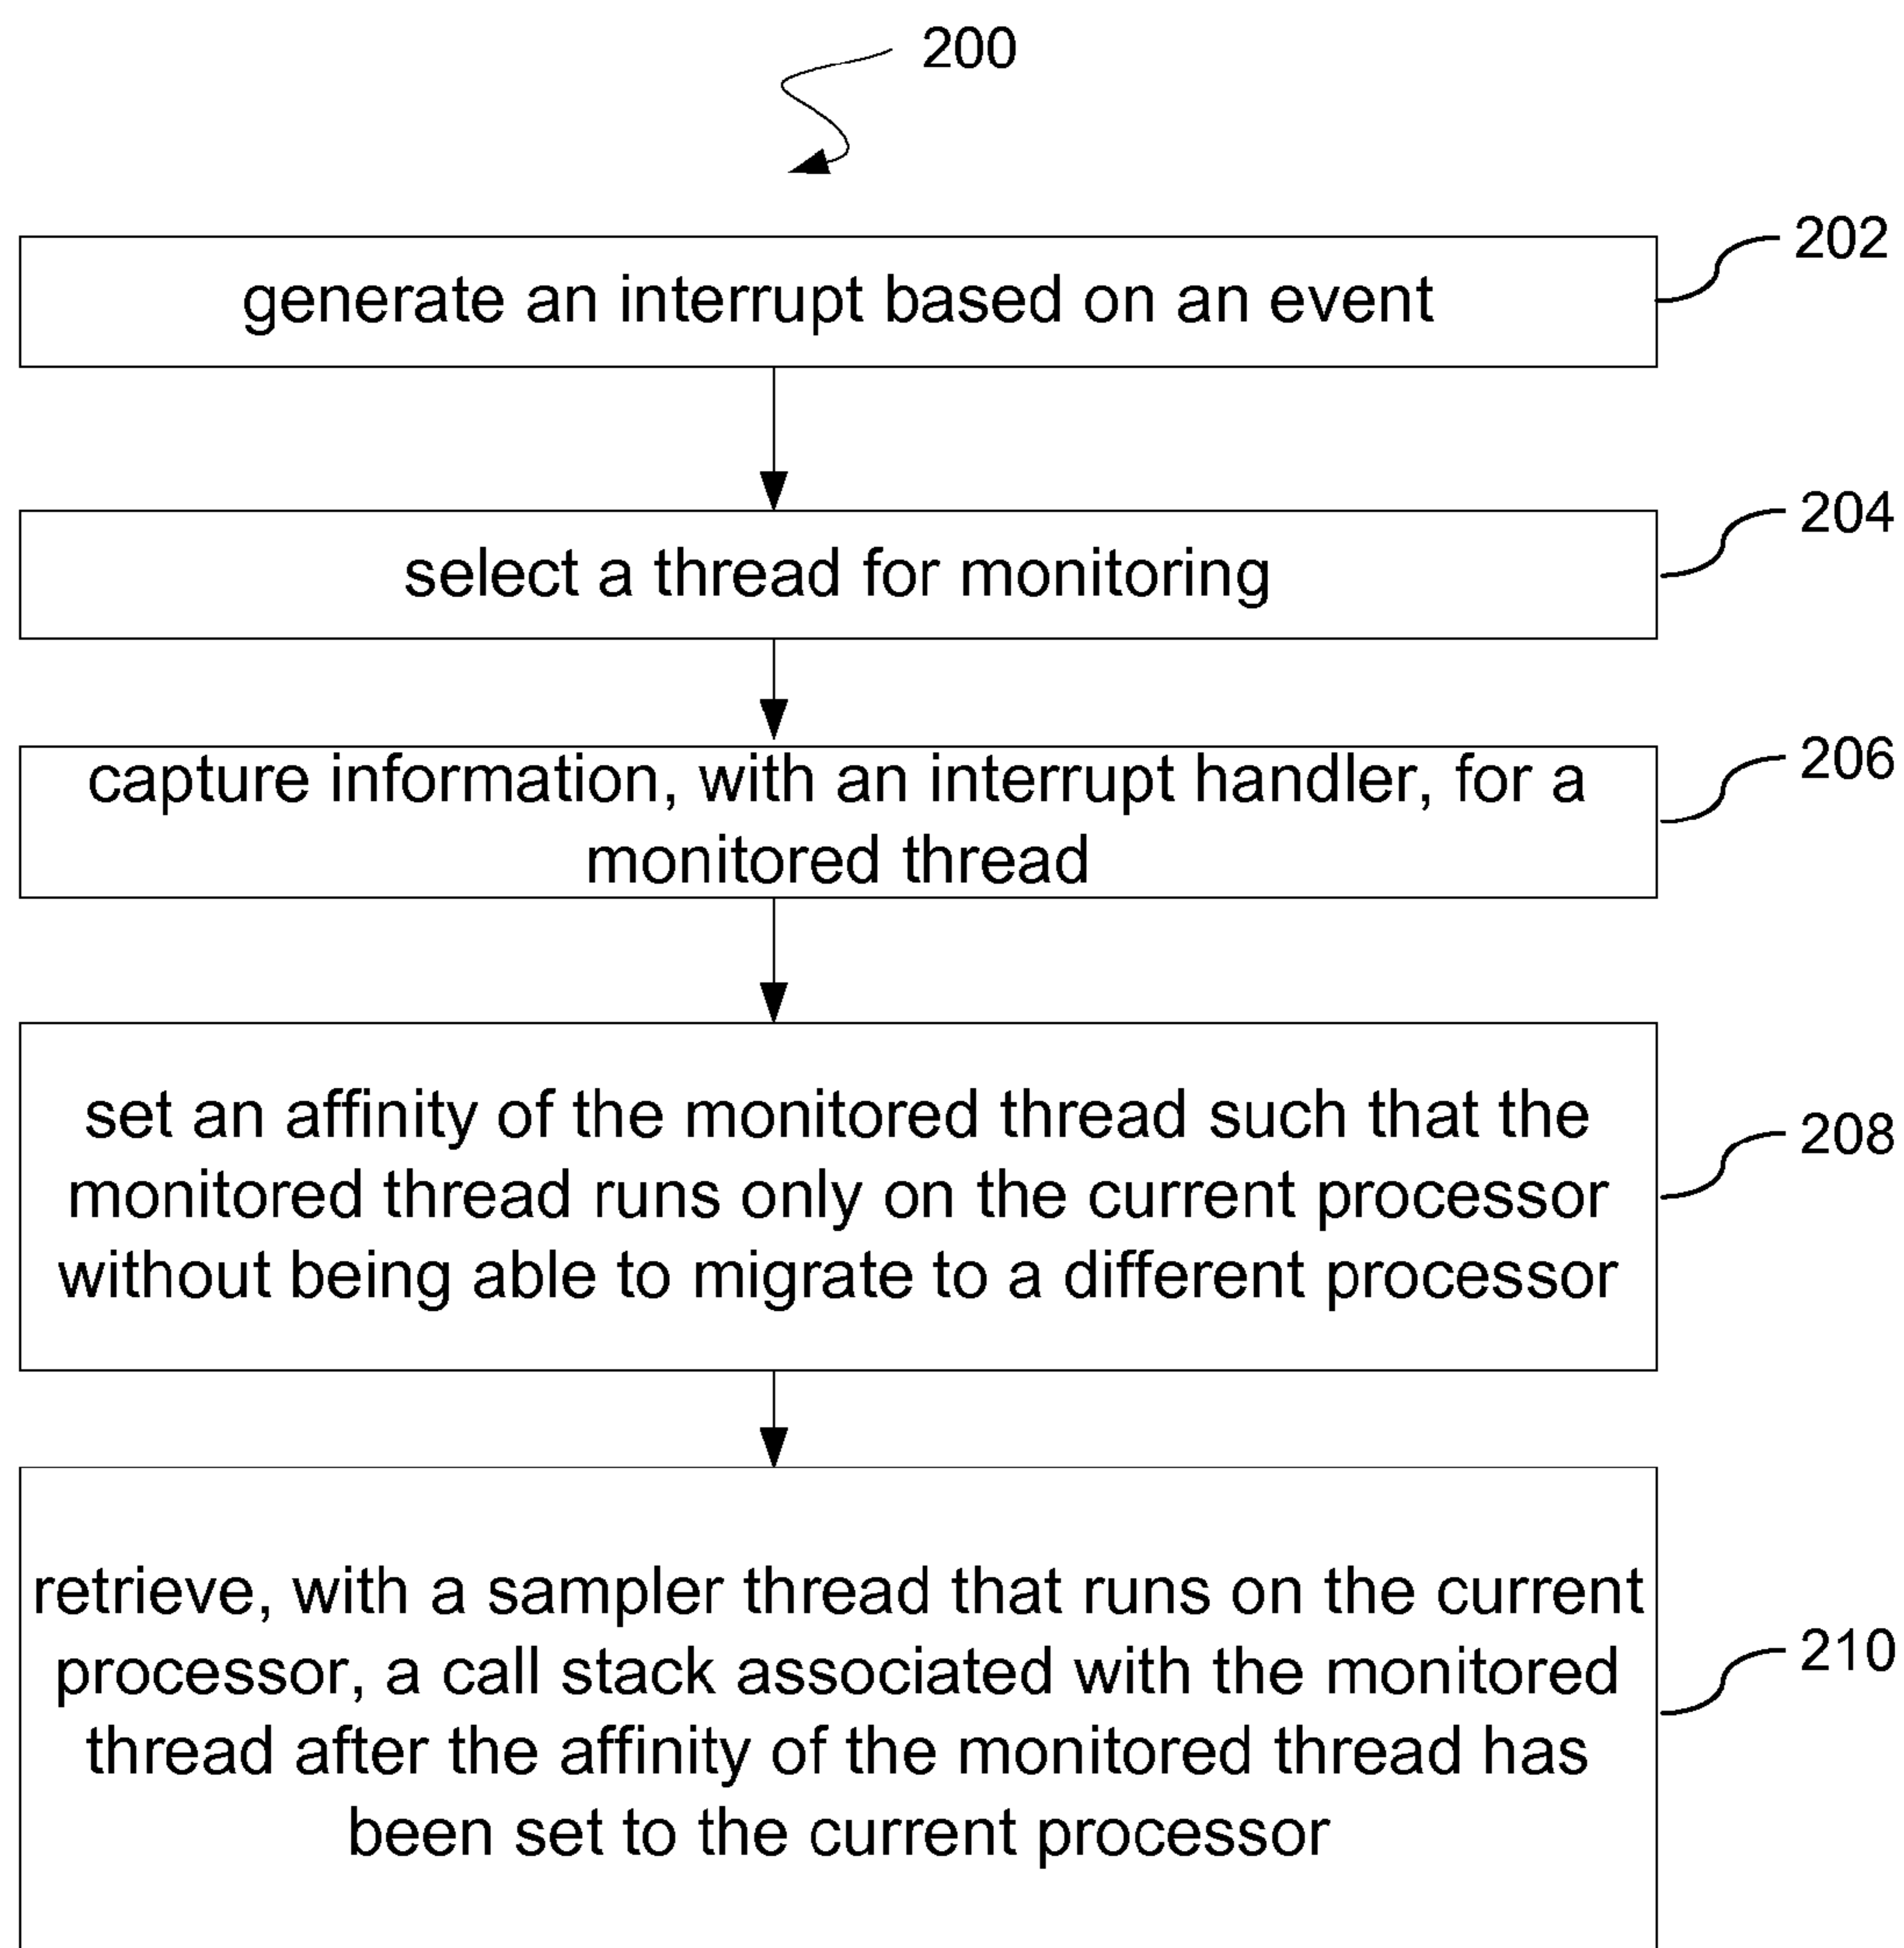 200
generate an interrupt based on an event
202
select a thread for monitoring
204
capture information, with an interrupt handler, for a
monitored thread
206
set an affinity of the monitored thread such that the
monitored thread runs only on the current processor
without being able to migrate to a different processor
208
retrieve, with a sampler thread that runs on the current
processor, a call stack associated with the monitored
thread after the affinity of the monitored thread has
been set to the current processor
210